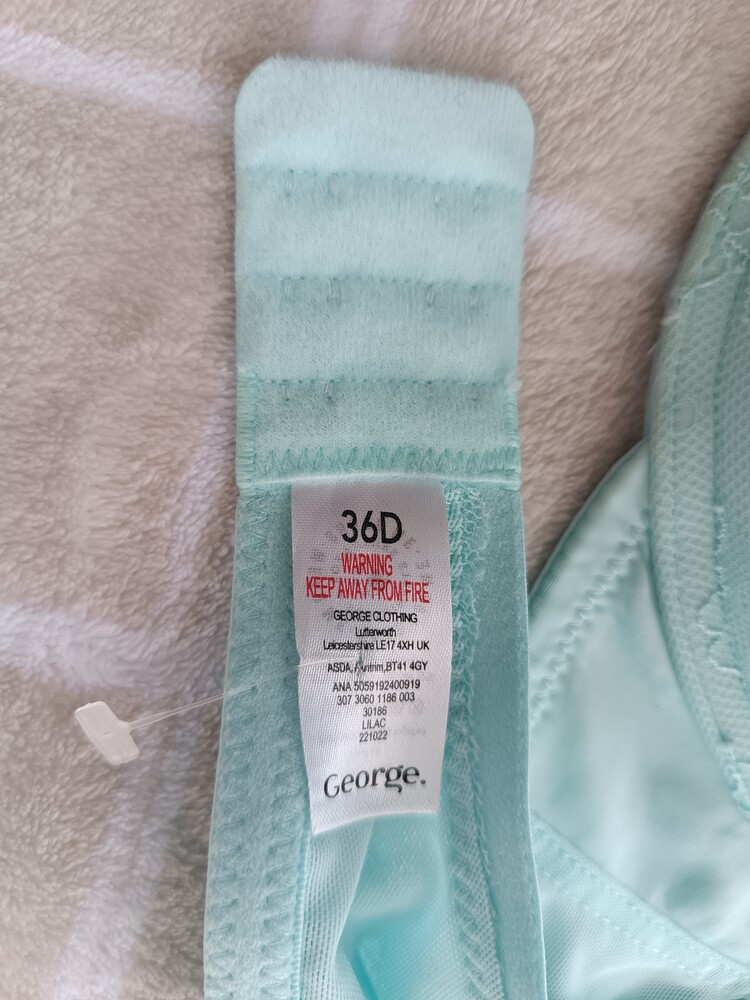 36D
WARNING
KEEP AWAY FROM FIRE
GEORGE CLOTHING
Lutterworth
Leicestershire LE17 4XH UK
ASDA, Antrim, BT41 4GY
ANA 5059192400919
307 3060 1186 003
30186
LILAC
221022
George.